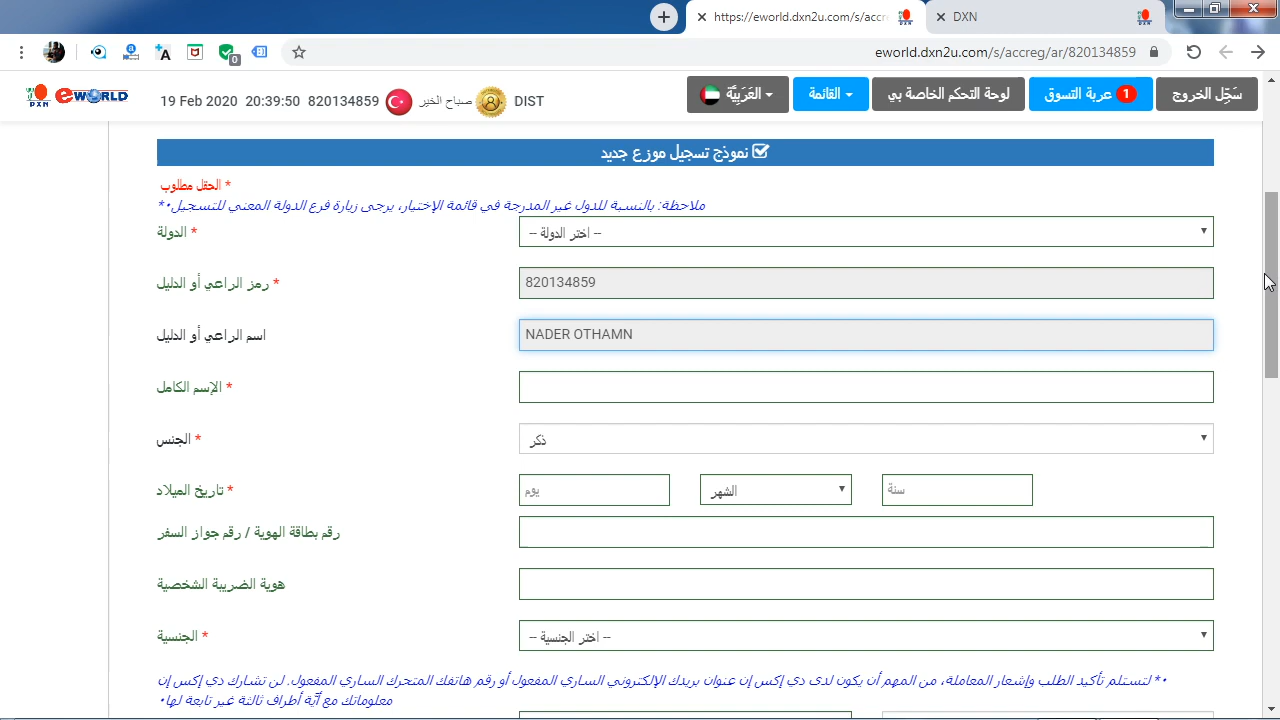 https://eworld.dxn2u.com/s/accre
DXN
eworld.dxn2u.com/s/accreg/ar/820134859
0
DXN eWORLD
19 Feb 2020 20:39:50 820134859 صباح الخير DIST
العَرَبِيَّة
القائمة
لوحة التحكم الخاصة بي
عربة التسوق 1
سَجِّل الخروج
نموذج تسجيل موزع جديد
* الحقل مطلوب
ملاحظة: بالنسبة للدول غير المدرجة في قائمة الإختيار، يرجى زيارة فرع الدولة المعني للتسجيل.**
* الدولة
-- اختر الدولة --
* رمز الراعي أو الدليل
820134859
اسم الراعي أو الدليل
NADER OTHAMN
* الإسم الكامل
* الجنس
ذكر
* تاريخ الميلاد
يوم
الشهر
سنة
رقم بطاقة الهوية / رقم جواز السفر
هوية الضريبة الشخصية
* الجنسية
-- اختر الجنسية --
** لتستلم تأكيد الطلب وإشعار المعاملة، من المهم أن يكون لدى دي إكس إن عنوان بريدك الإلكتروني الساري المفعول أو رقم هاتفك المتحرك الساري المفعول. لن تشارك دي إكس إن
معلوماتك مع أيّة أطراف ثالثة غير تابعة لها.